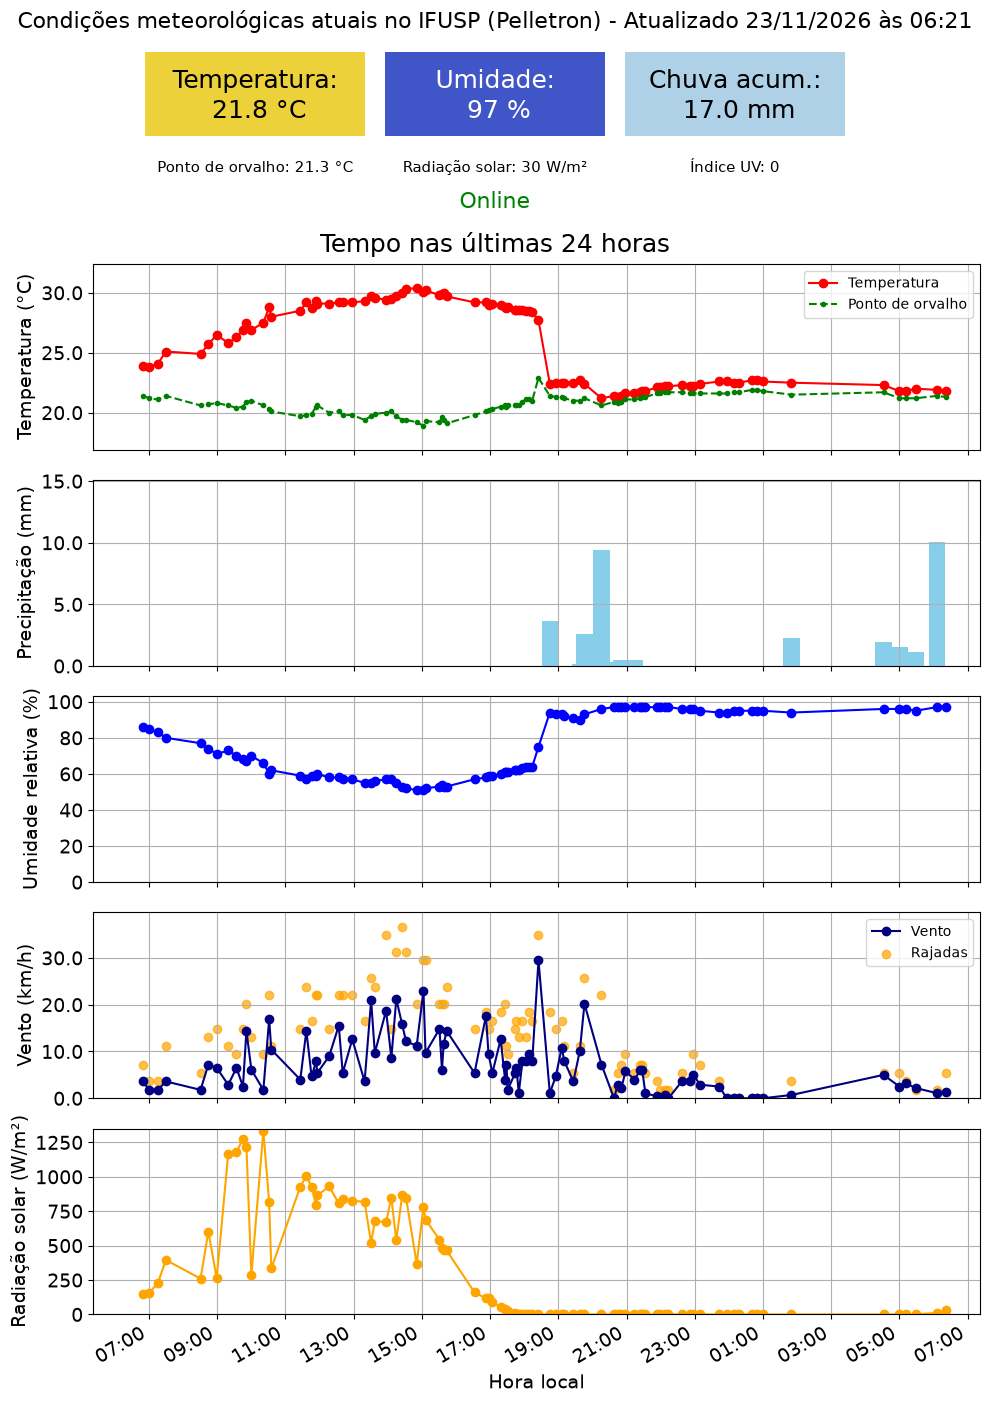 Condições meteorológicas atuais no IFUSP (Pelletron) - Atualizado 23/11/2026 às 06:21
Temperatura:
21.8 °C
Umidade:
97 %
Chuva acum.:
17.0 mm
Ponto de orvalho: 21.3 °C
Radiação solar: 30 W/m²
Índice UV: 0
Online
Tempo nas últimas 24 horas
Temperatura (°C)
30.0
25.0
20.0
Temperatura
Ponto de orvalho
Precipitação (mm)
15.0
10.0
5.0
0.0
Umidade relativa (%)
100
80
60
40
20
0
Vento (km/h)
30.0
20.0
10.0
0.0
Vento
Rajadas
Radiação solar (W/m²)
1250
1000
750
500
250
0
07:00
09:00
11:00
13:00
15:00
17:00
19:00
21:00
23:00
01:00
03:00
05:00
07:00
Hora local